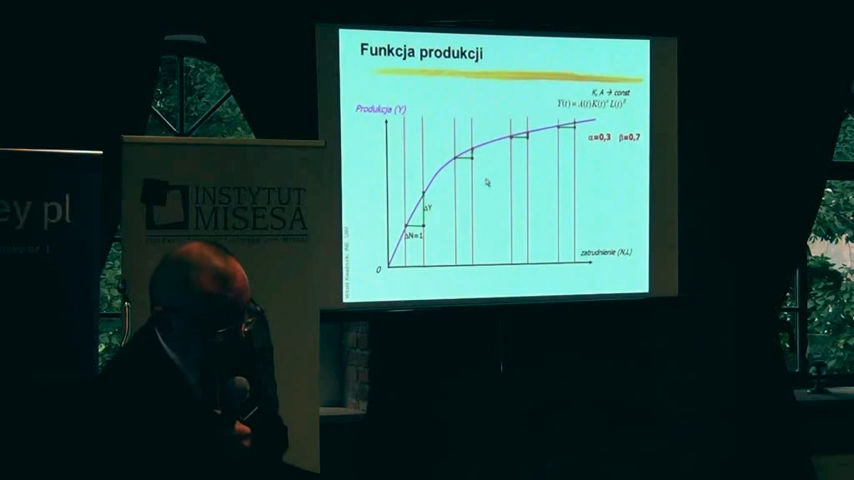 Funkcja produkcji
K, A → const
Y(t) = A(t)K(t)^α L(t)^β
Produkcja (Y)
α=0,3 β=0,7
ΔY
ΔN=1
zatrudnienie (N,L)
0
INSTYTUT
MISESA
ey pl